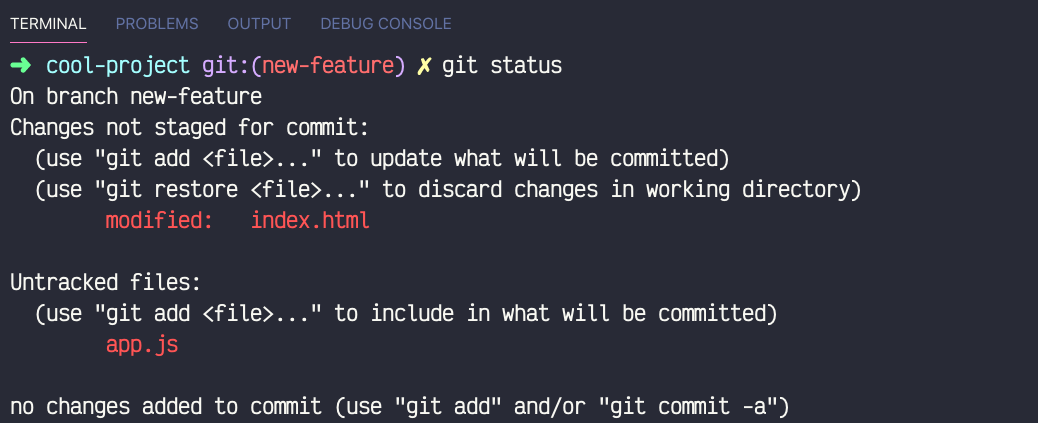 TERMINAL PROBLEMS OUTPUT DEBUG CONSOLE
➜ cool-project git:(new-feature) ✗ git status
On branch new-feature
Changes not staged for commit:
  (use "git add <file>..." to update what will be committed)
  (use "git restore <file>..." to discard changes in working directory)
        modified:   index.html

Untracked files:
  (use "git add <file>..." to include in what will be committed)
        app.js

no changes added to commit (use "git add" and/or "git commit -a")